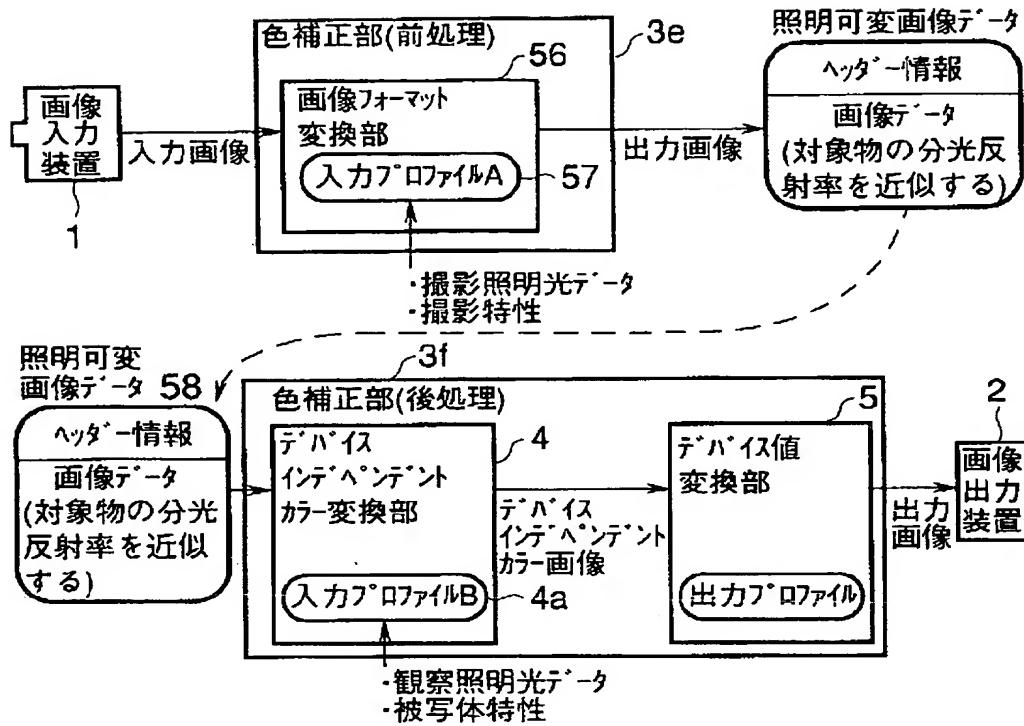 色補正部(前処理)
3e
照明可変画像データ
56
ヘッダー情報
画像
入力
装置
画像フォーマット
変換部
画像データ
(対象物の分光反
射率を近似する)
入力画像
出力画像
入力プロファイルA
57
1
・撮影照明光データ
・撮影特性
照明可変
画像データ
58
3f
色補正部(後処理)
ヘッダー情報
画像データ
(対象物の分光
反射率を近似
する)
デバイス
インデペンデント
カラー変換部
4
デバイス
インデペンデント
カラー画像
5
デバイス値
変換部
2
画像
出力
装置
出力
画像
入力プロファイルB
4a
出力プロファイル
・観察照明光データ
・被写体特性